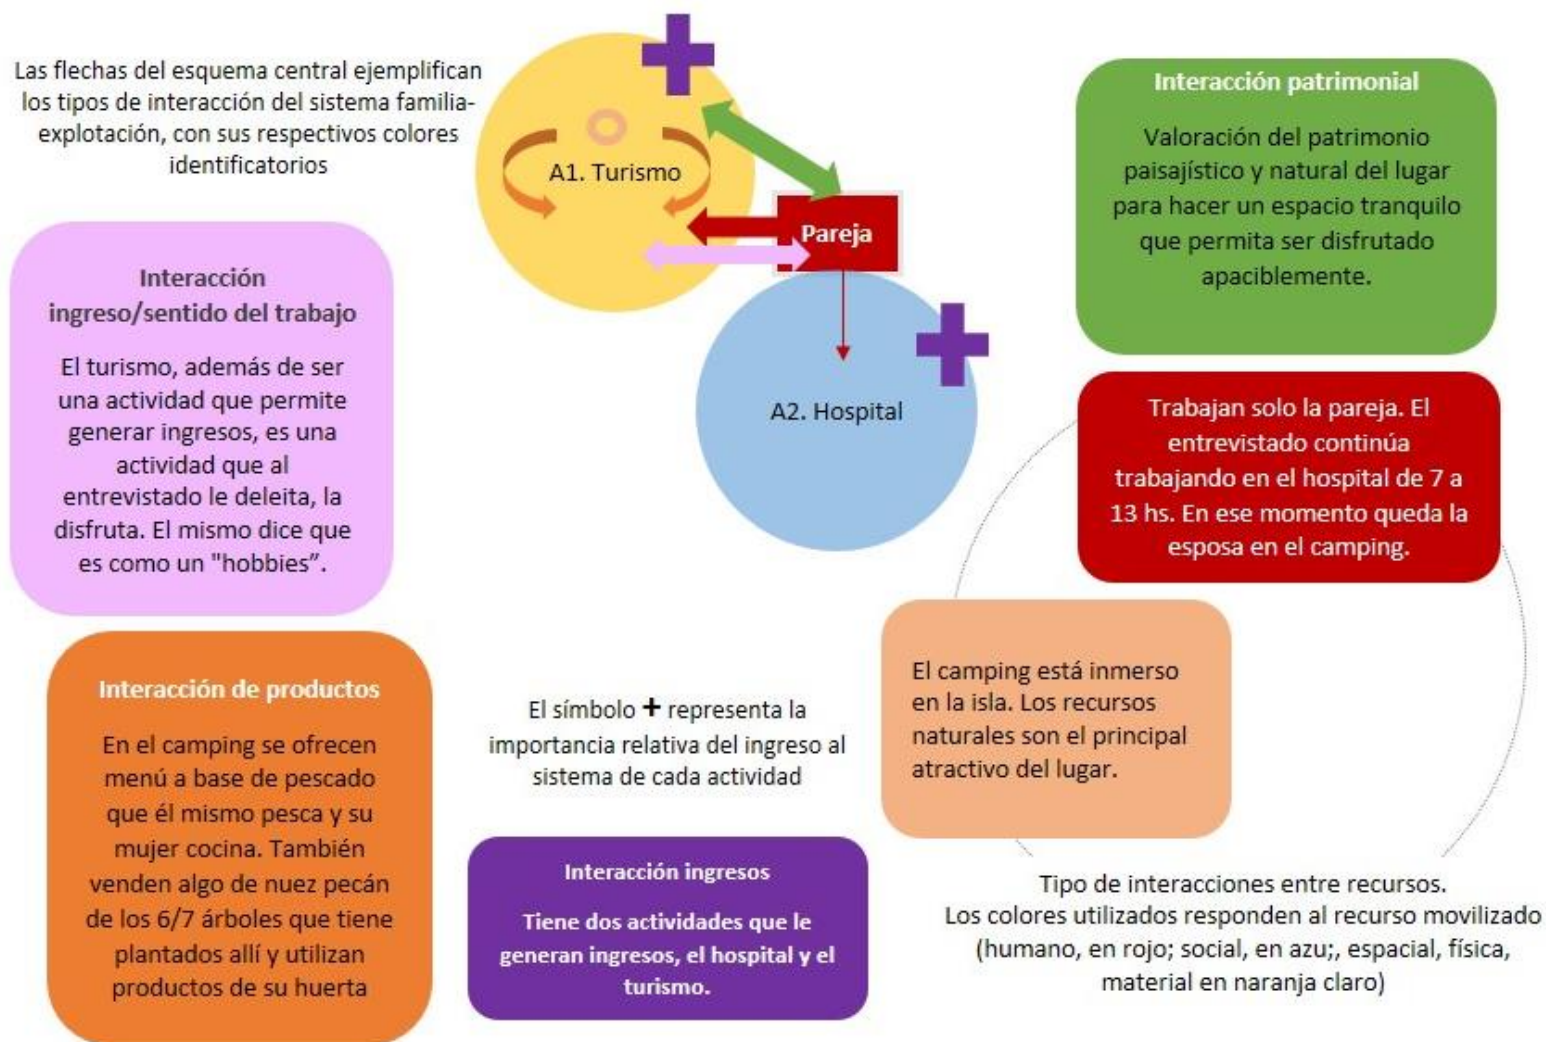 Las flechas del esquema central ejemplifican
los tipos de interacción del sistema familia-
explotación, con sus respectivos colores
identificatorios
A1. Turismo
Pareja
A2. Hospital
Interacción patrimonial
Valoración del patrimonio
paisajístico y natural del lugar
para hacer un espacio tranquilo
que permita ser disfrutado
apaciblemente.
Interacción
ingreso/sentido del trabajo
El turismo, además de ser
una actividad que permite
generar ingresos, es una
actividad que al
entrevistado le deleita, la
disfruta. El mismo dice que
es como un "hobbies”.
Trabajan solo la pareja. El
entrevistado continúa
trabajando en el hospital de 7 a
13 hs. En ese momento queda la
esposa en el camping.
Interacción de productos
En el camping se ofrecen
menú a base de pescado
que él mismo pesca y su
mujer cocina. También
venden algo de nuez pecán
de los 6/7 árboles que tiene
plantados allí y utilizan
productos de su huerta
El símbolo + representa la
importancia relativa del ingreso al
sistema de cada actividad
El camping está inmerso
en la isla. Los recursos
naturales son el principal
atractivo del lugar.
Interacción ingresos
Tiene dos actividades que le
generan ingresos, el hospital y el
turismo.
Tipo de interacciones entre recursos.
Los colores utilizados responden al recurso movilizado
(humano, en rojo; social, en azu;, espacial, física,
material en naranja claro)